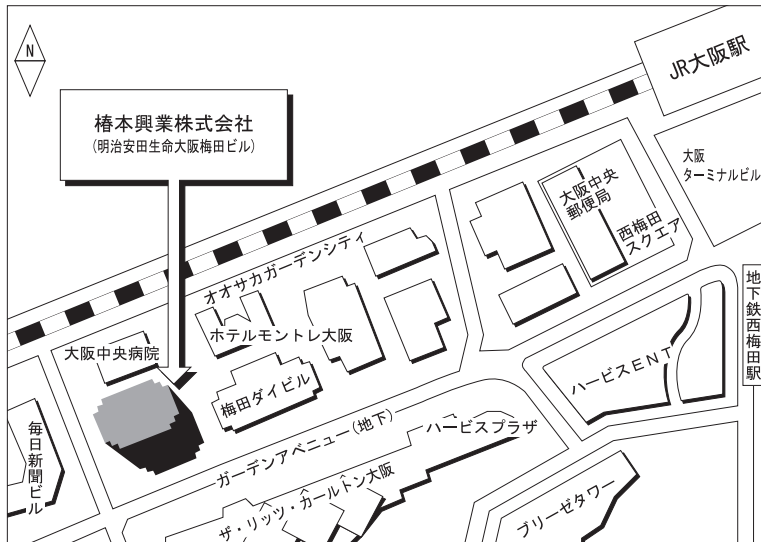 N
JR大阪駅
椿本興業株式会社
(明治安田生命大阪梅田ビル)
大阪
ターミナルビル
大阪中央
郵便局
西梅田
スクエア
オオサカガーデンシティ
地下鉄西梅田駅
ホテルモントレ大阪
大阪中央病院
ハービスENT
梅田ダイビル
ガーデンアベニュー(地下)
ハービスプラザ
毎日新聞ビル
ザ・リッツ・カールトン大阪
ブリーゼタワー